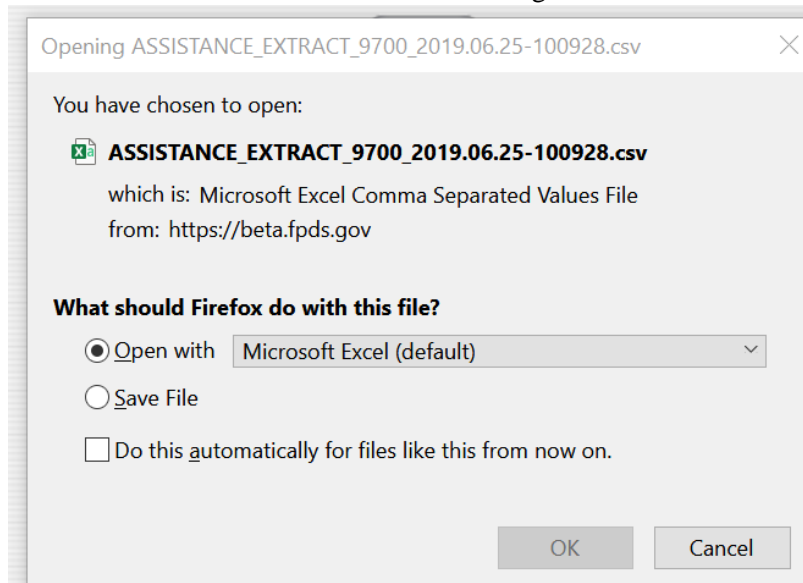 Opening ASSISTANCE_EXTRACT_9700_2019.06.25-100928.csv
You have chosen to open:
ASSISTANCE_EXTRACT_9700_2019.06.25-100928.csv
which is: Microsoft Excel Comma Separated Values File
from: https://beta.fpds.gov
What should Firefox do with this file?
Open with Microsoft Excel (default)
Save File
Do this automatically for files like this from now on.
OK Cancel